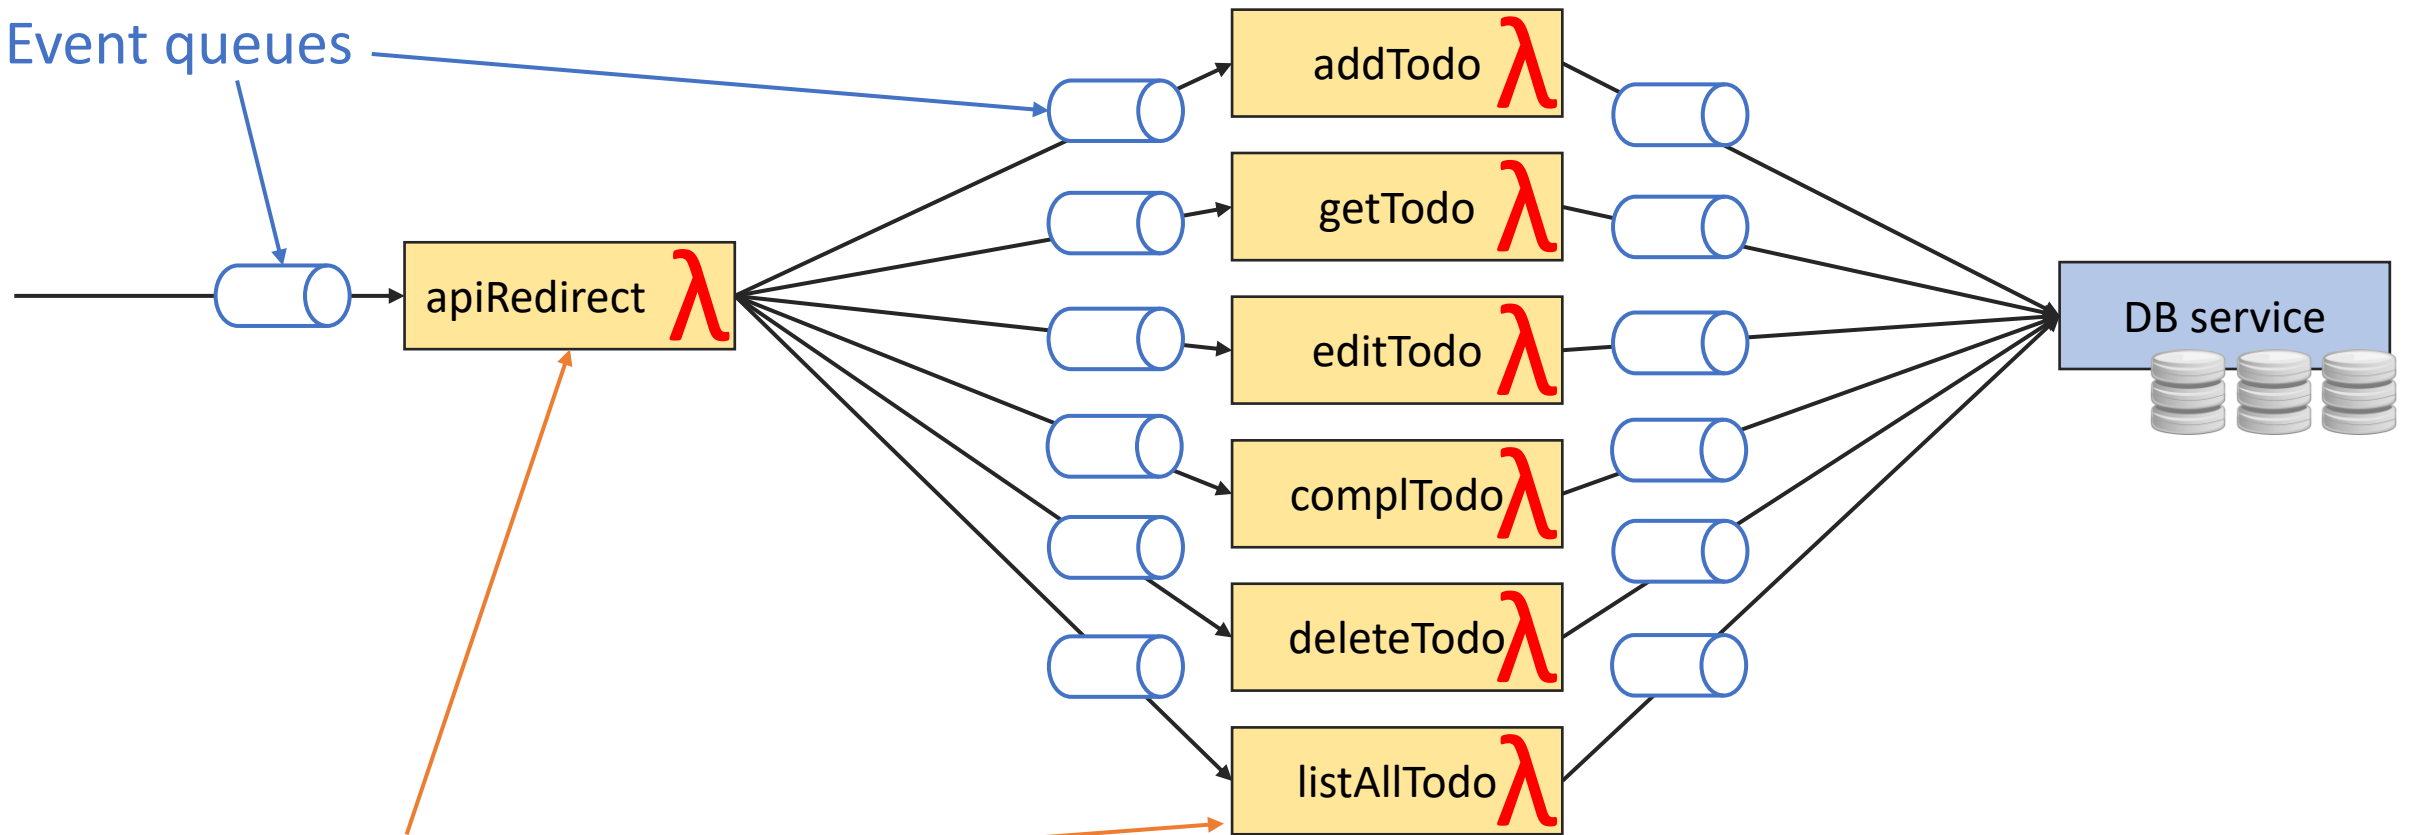 Event queues
addTodo λ
getTodo λ
apiRedirect λ
editTodo λ
DB service
complTodo λ
deleteTodo λ
listAllTodo λ